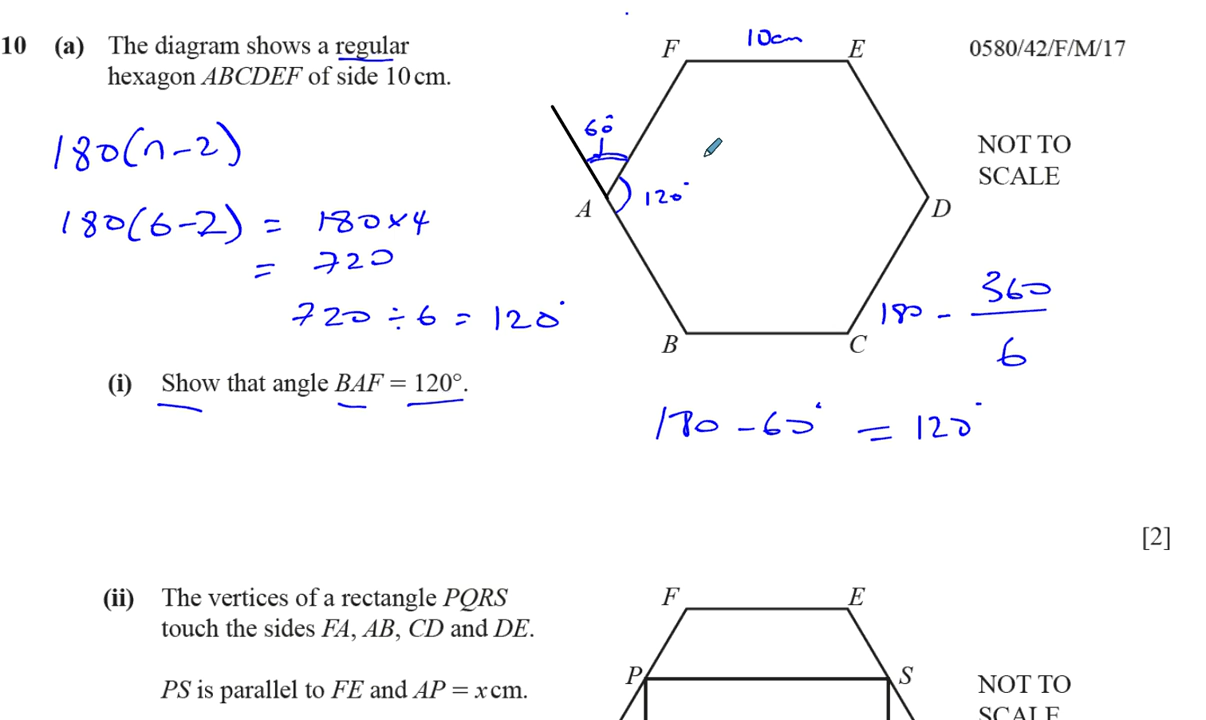 10 (a) The diagram shows a regular
hexagon ABCDEF of side 10 cm.
F 10cm E
0580/42/F/M/17
180(n-2)
60°
NOT TO
SCALE
A 120° D
180(6-2) = 180×4
= 720
720 ÷ 6 = 120°
180 - 360
6
B C
(i) Show that angle BAF = 120°.
180 - 60° = 120°
[2]
(ii) The vertices of a rectangle PQRS
touch the sides FA, AB, CD and DE.
F E
PS is parallel to FE and AP = x cm.
P S
NOT TO
SCALE